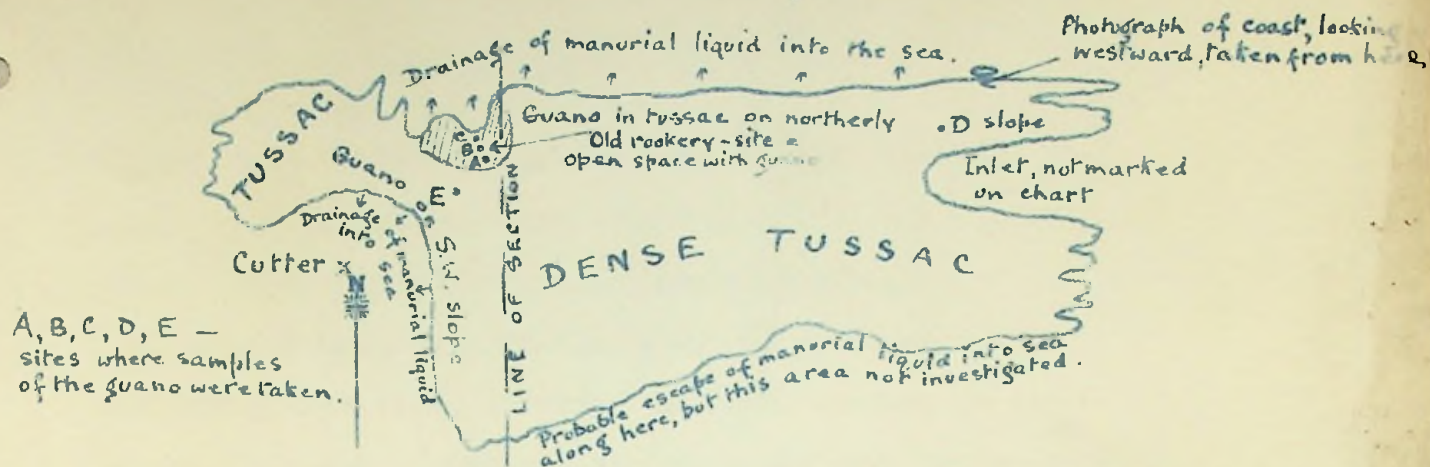 Photograph of coast, looking
westward, taken from
Drainage of manurial liquid into the sea.
TUSSAC
Guano in tussac on northerly
.D slope
Old rookery-site
open space with
C
B
A
Inlet, not marked
on chart
Guano
E
on
S.W. slope
Drainage
into sea
of manurial liquid
LINE OF SECTION
DENSE TUSSAC
Cutter x
N
A, B, C, D, E —
sites where samples
of the guano were taken.
Probable escape of manurial liquid into sea
along here, but this area not investigated.